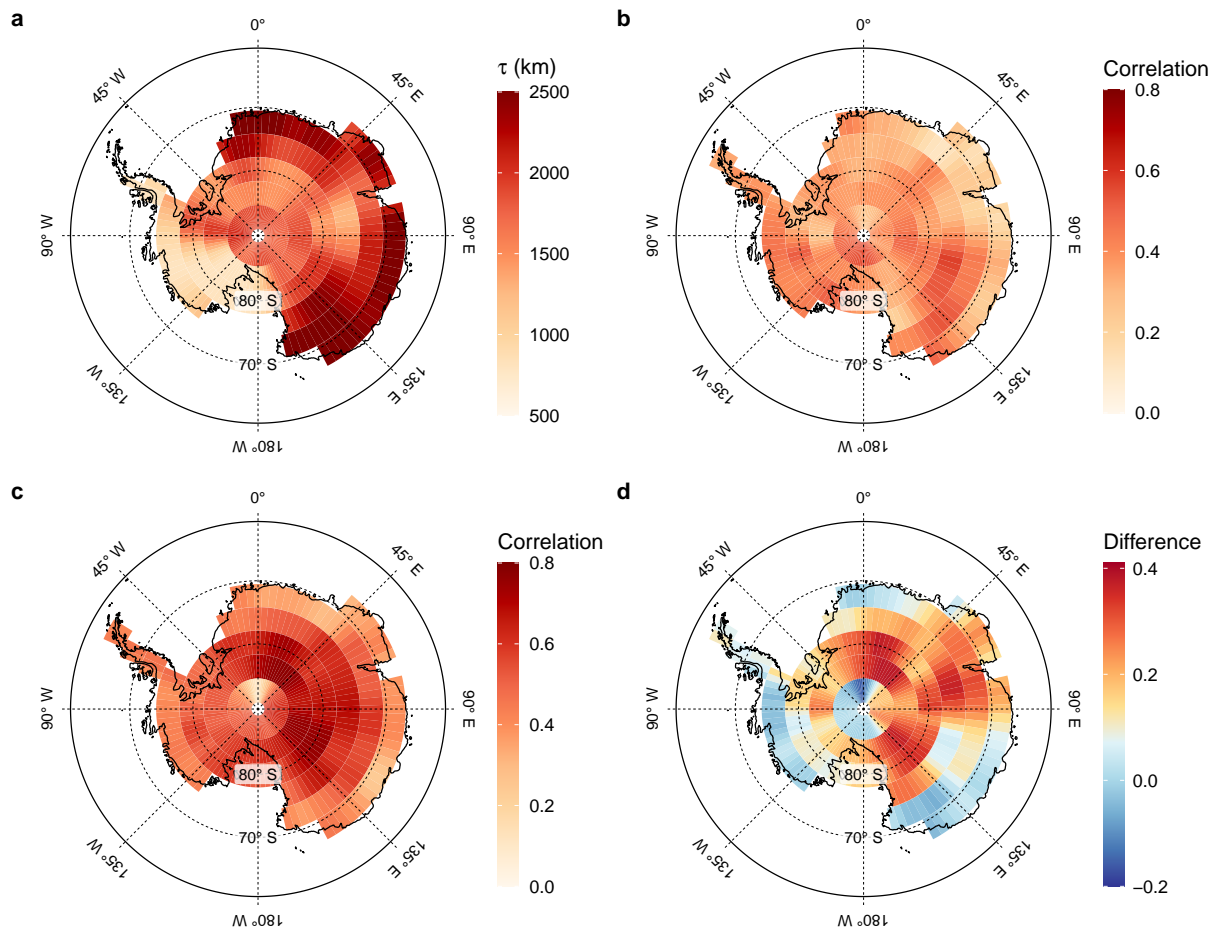 a
0°
45° W
45° E
90° W
90° E
135° W
135° E
180° W
80° S
70° S
τ (km)
2500
2000
1500
1000
500
b
0°
45° W
45° E
90° W
90° E
135° W
135° E
180° W
80° S
70° S
Correlation
0.8
0.6
0.4
0.2
0.0
c
0°
45° W
45° E
90° W
90° E
135° W
135° E
180° W
80° S
70° S
Correlation
0.8
0.6
0.4
0.2
0.0
d
0°
45° W
45° E
90° W
90° E
135° W
135° E
180° W
80° S
70° S
Difference
0.4
0.2
0.0
−0.2